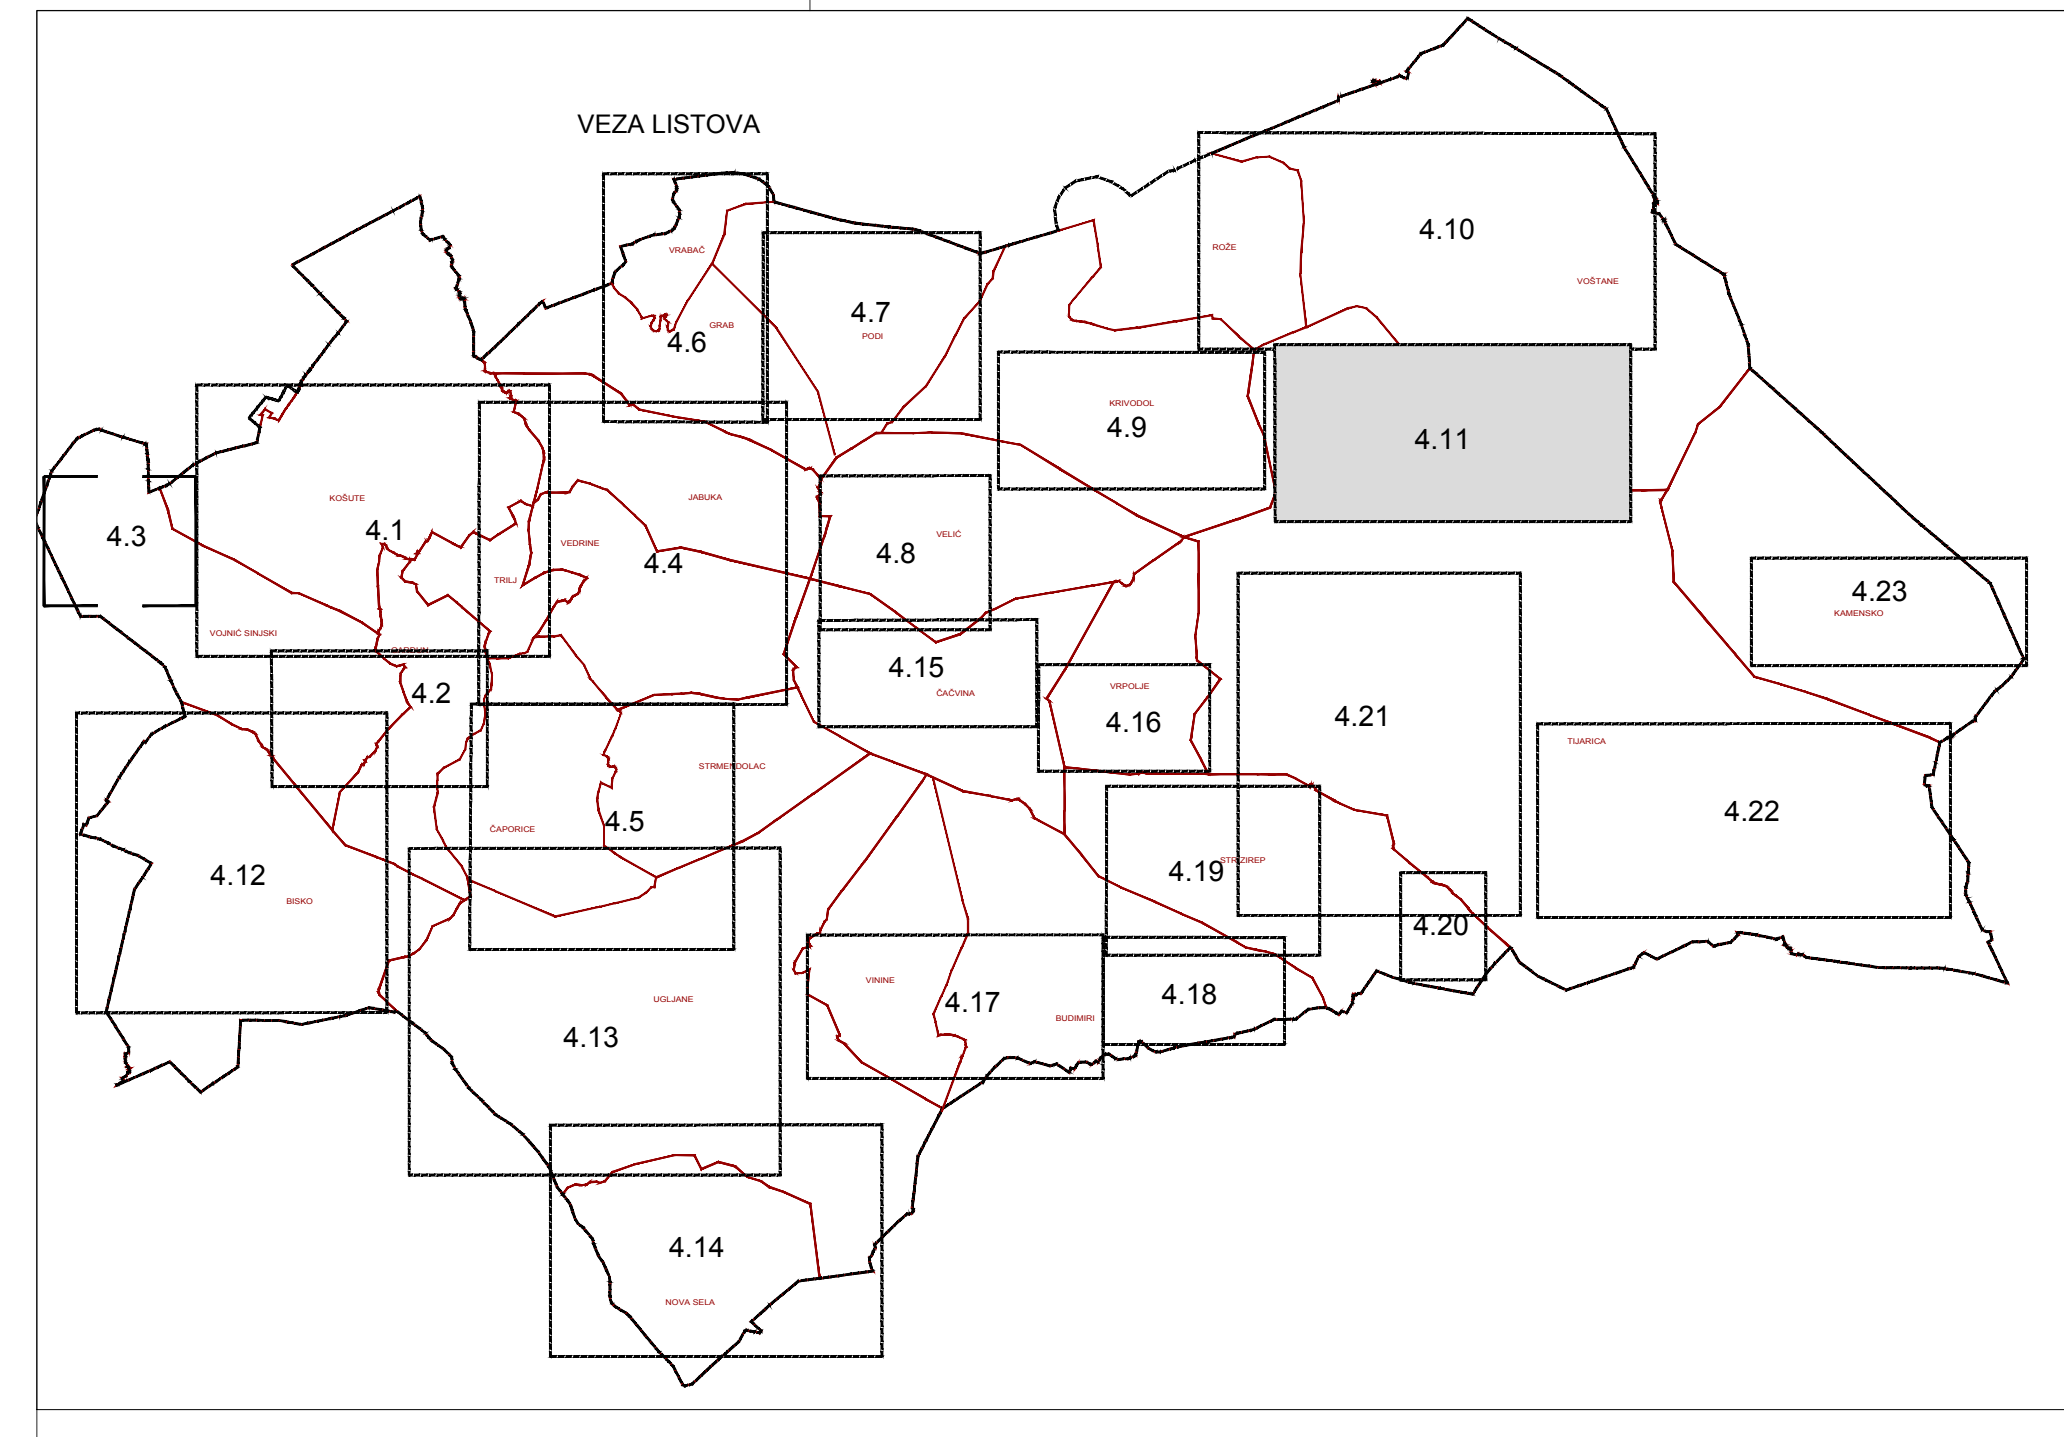 VEZA LISTOVA
4.10
ROŽE
VOŠTANE
VRABAČ
GRAB
4.6
4.7
PODI
KRIVODOL
4.9
4.11
KOŠUTE
4.1
4.3
JABUKA
VEDRINE
4.4
TRILJ
VELIĆ
4.8
4.23
KAMENSKO
VOJNIĆ SINJSKI
GARDUN
4.2
4.15
ČAČVINA
VRPOLJE
4.16
4.21
TIJARICA
4.22
STRMENDOLAC
4.5
ČAPORICE
4.12
BISKO
4.19
STRIZIREP
4.20
UGLJANE
4.13
VININE
4.17
BUDIMIRI
4.18
4.14
NOVA SELA